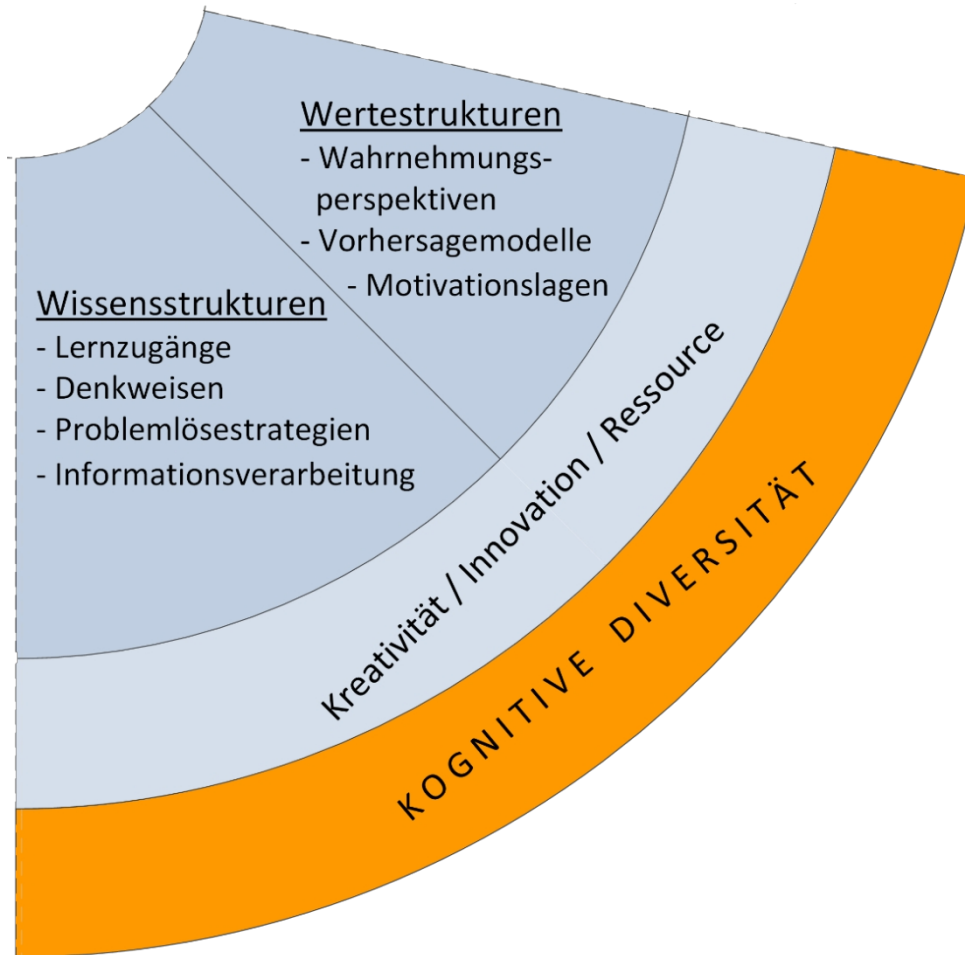 Wertestrukturen
- Wahrnehmungs-
perspektiven
- Vorhersagemodelle
- Motivationslagen
Wissensstrukturen
- Lernzugänge
- Denkweisen
- Problemlösestrategien
- Informationsverarbeitung
Kreativität / Innovation / Ressource
KOGNITIVE DIVERSITÄT